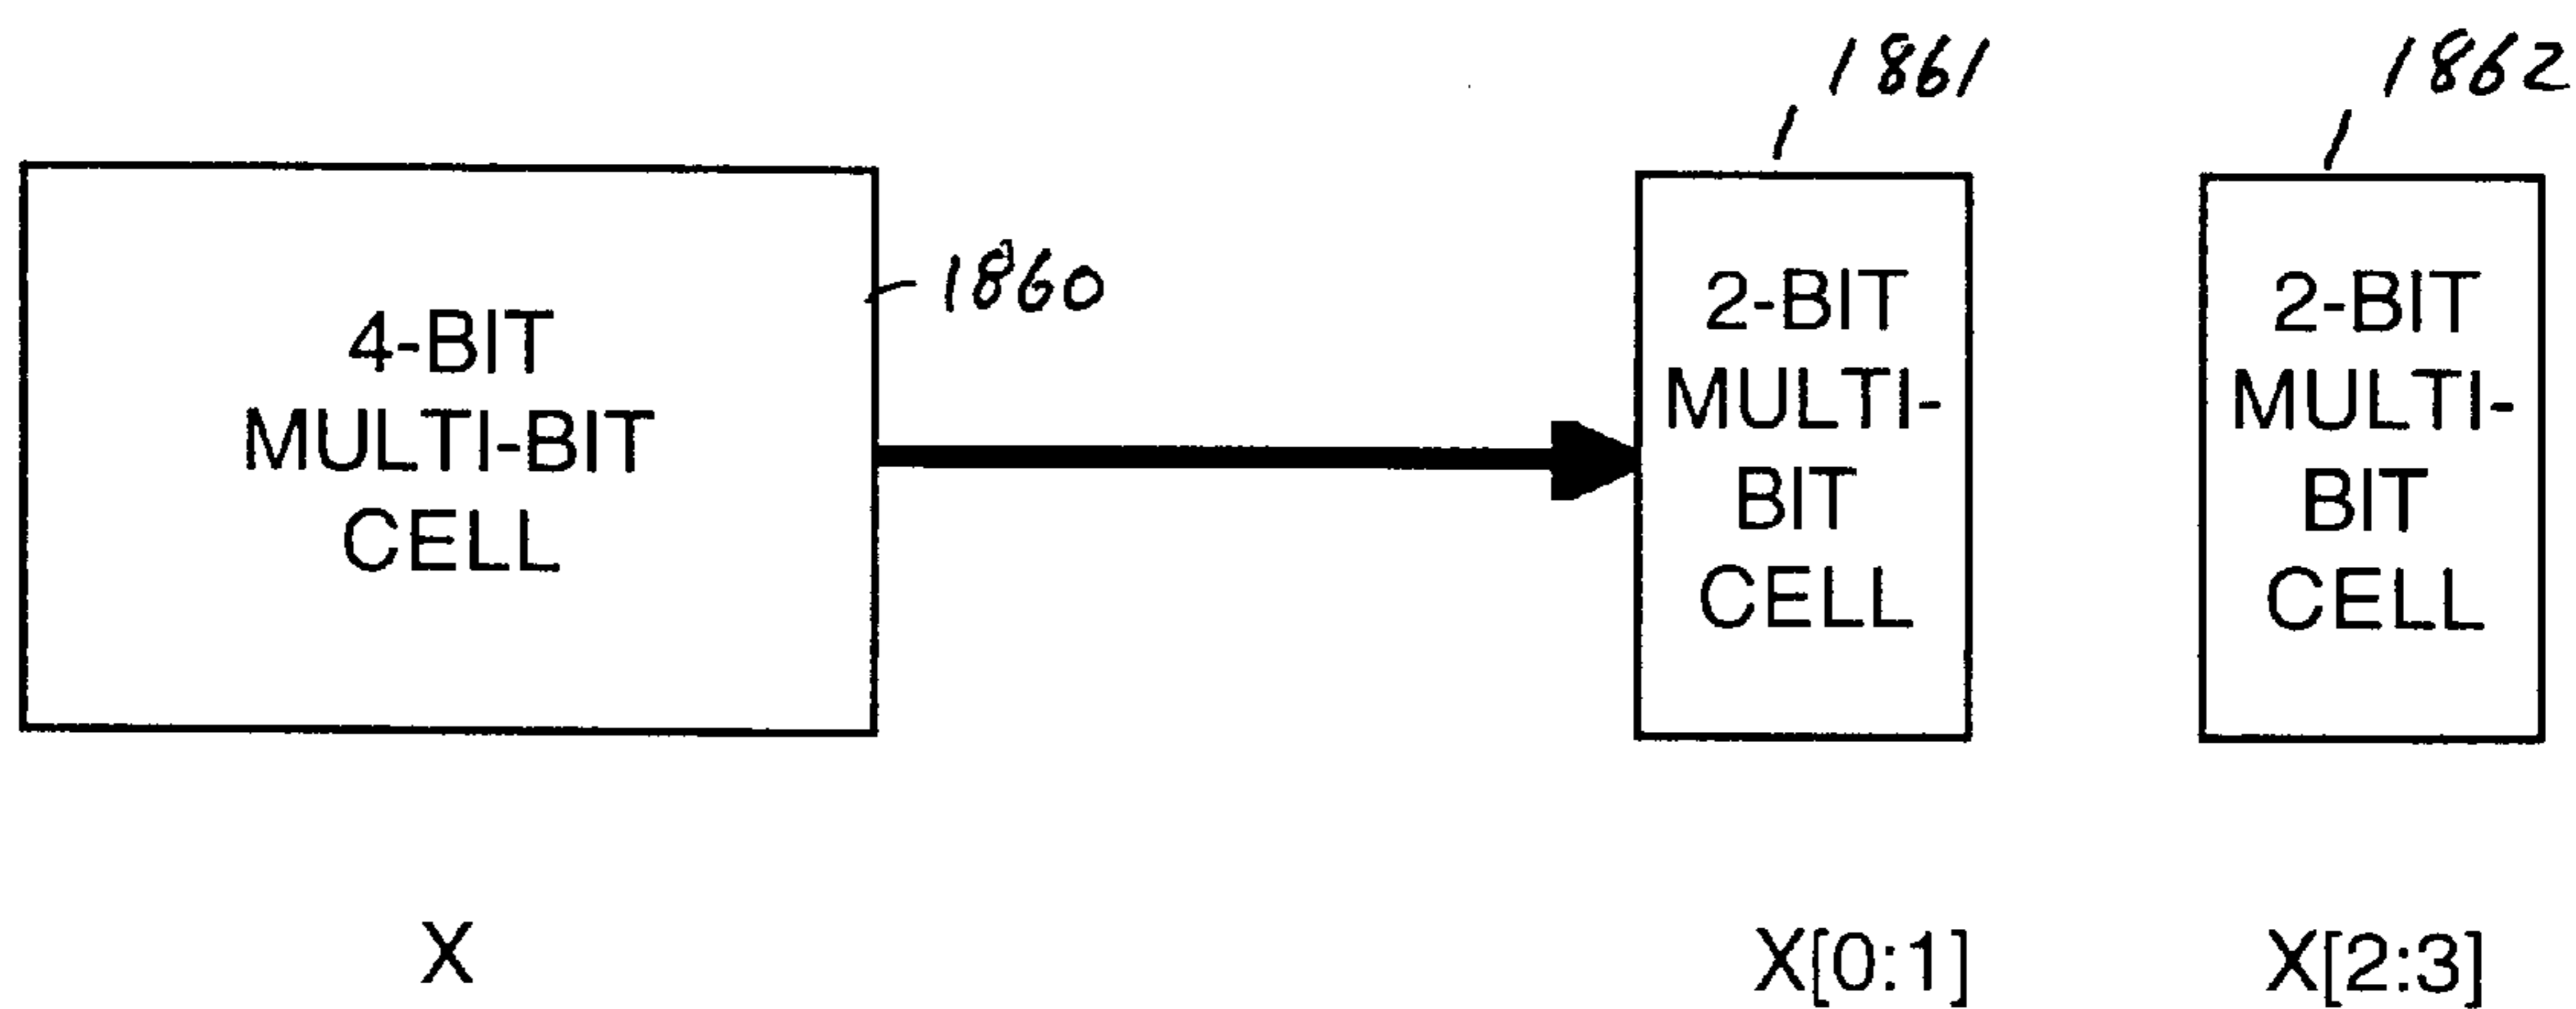 1861
1862
1860
4-BIT
MULTI-BIT
CELL
2-BIT
MULTI-
BIT
CELL
2-BIT
MULTI-
BIT
CELL
X
X[0:1]
X[2:3]